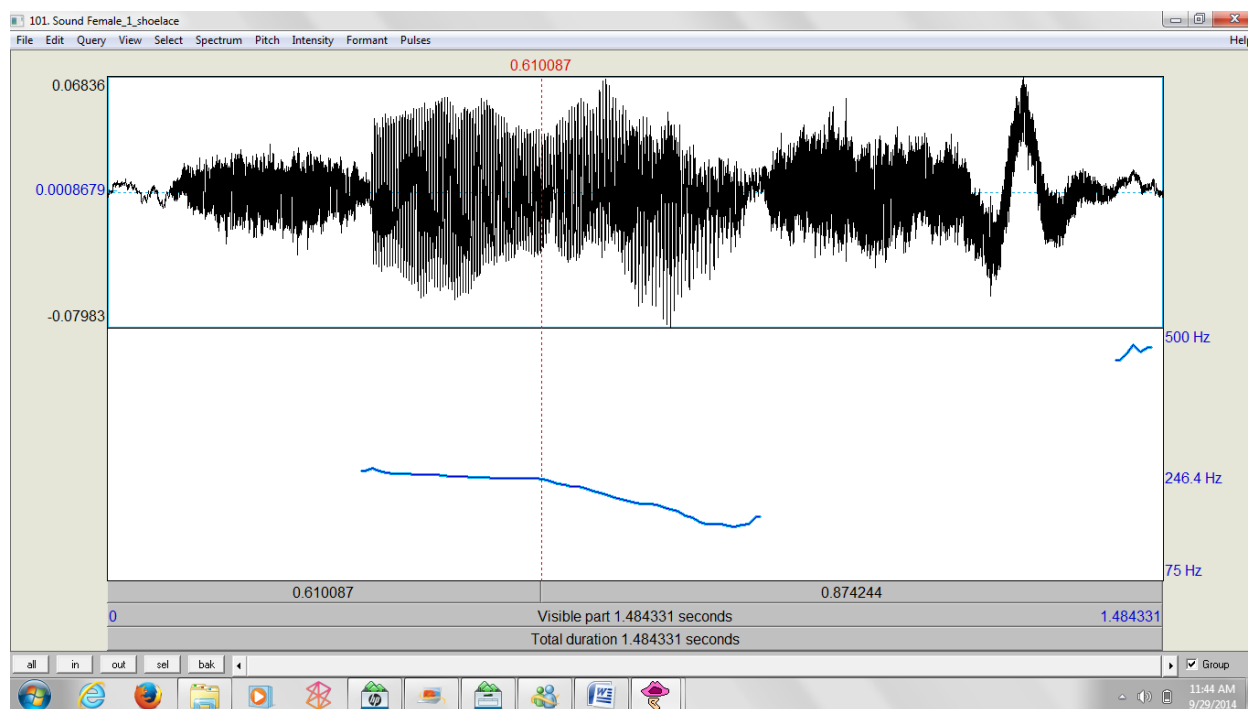 101. Sound Female_1_shoelace
File Edit Query View Select Spectrum Pitch Intensity Formant Pulses Help
0.610087
0.06836
0.0008679
-0.07983
500 Hz
246.4 Hz
75 Hz
0.610087 0.874244
0 Visible part 1.484331 seconds 1.484331
Total duration 1.484331 seconds
all in out sel bak Group
hp W
11:44 AM
9/29/2014